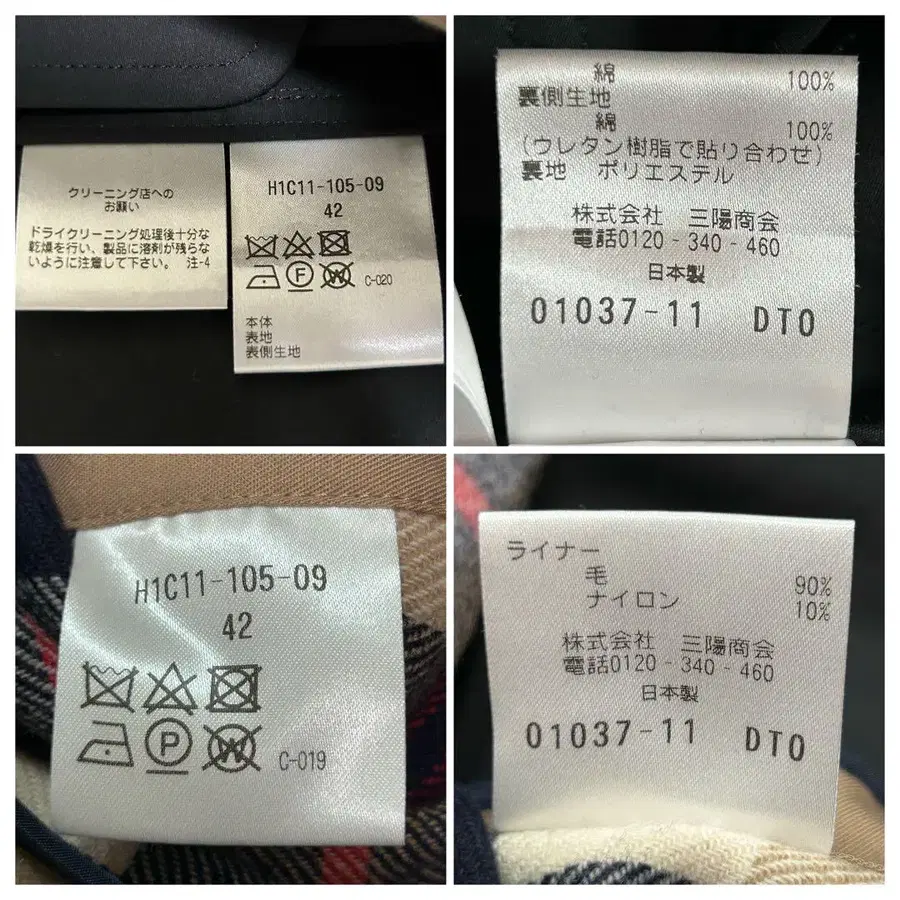 クリーニング店への
お願い
ドライクリーニング処理後十分な
乾燥を行い、製品に溶剤が残らな
いように注意して下さい。 注-4
H1C11-105-09
42
F
W
C-020
本体
表地
表側生地
綿 100%
裏側生地
綿 100%
(ウレタン樹脂で貼り合わせ)
裏地 ポリエステル
株式会社 三陽商会
電話0120-340-460
日本製
01037-11 DT0
H1C11-105-09
42
P
W
C-019
ライナー
毛 90%
ナイロン 10%
株式会社 三陽商会
電話0120-340-460
日本製
01037-11 DT0